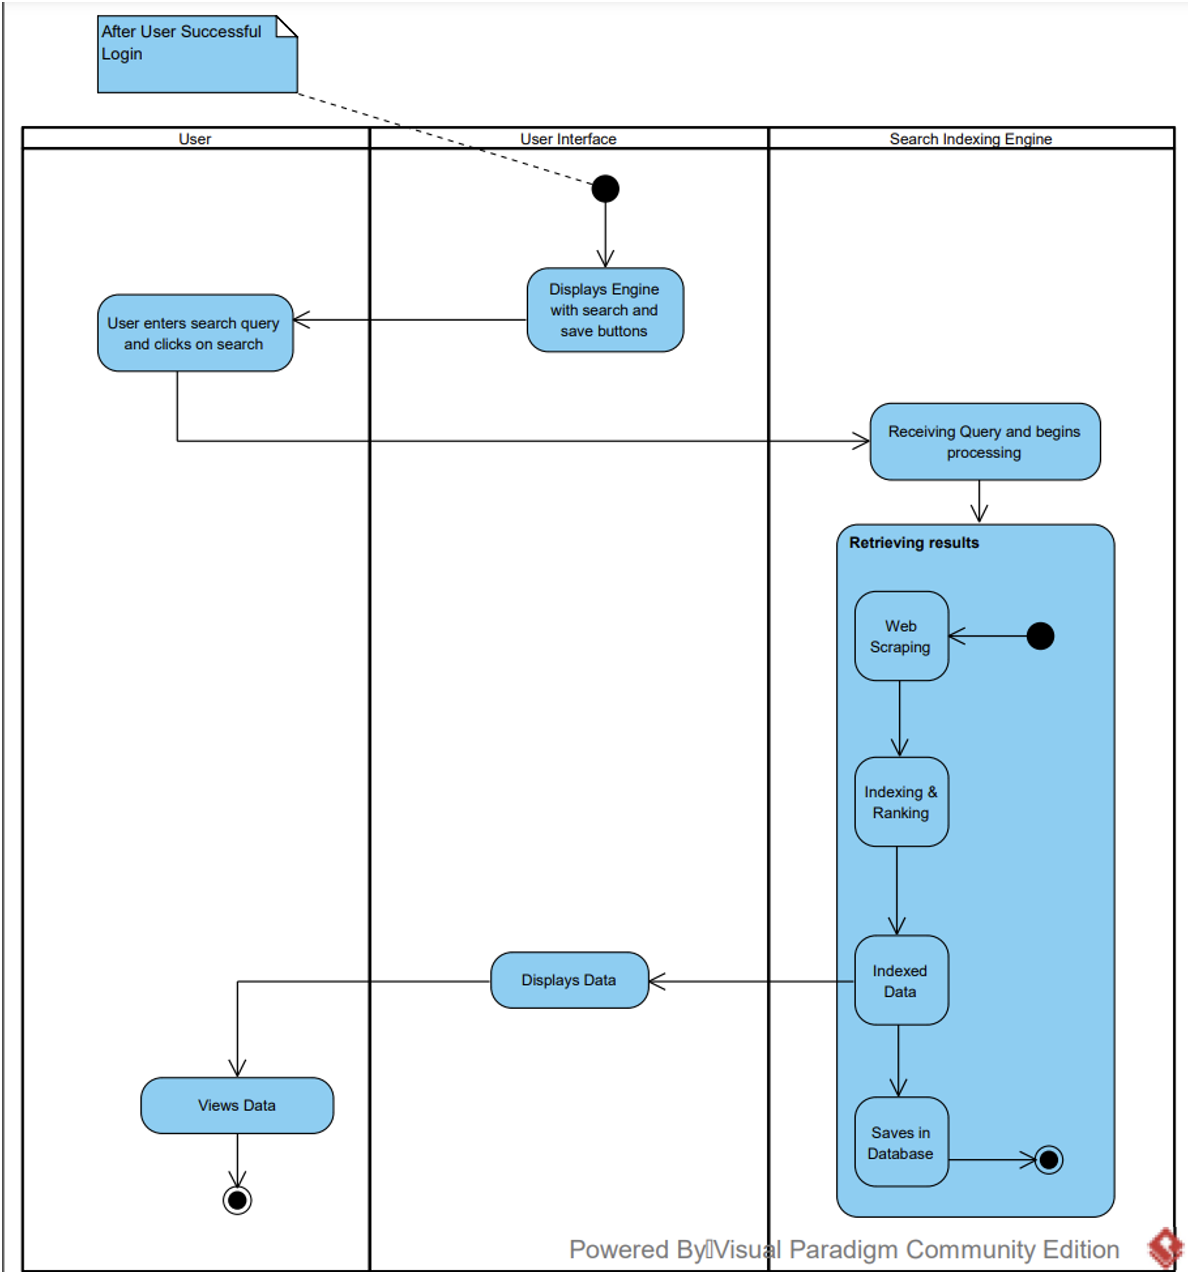 After User Successful
Login
User
User Interface
Search Indexing Engine
Displays Engine
with search and
save buttons
User enters search query
and clicks on search
Receiving Query and begins
processing
Retrieving results
Web
Scraping
Indexing &
Ranking
Indexed
Data
Displays Data
Views Data
Saves in
Database
Powered By Visual Paradigm Community Edition